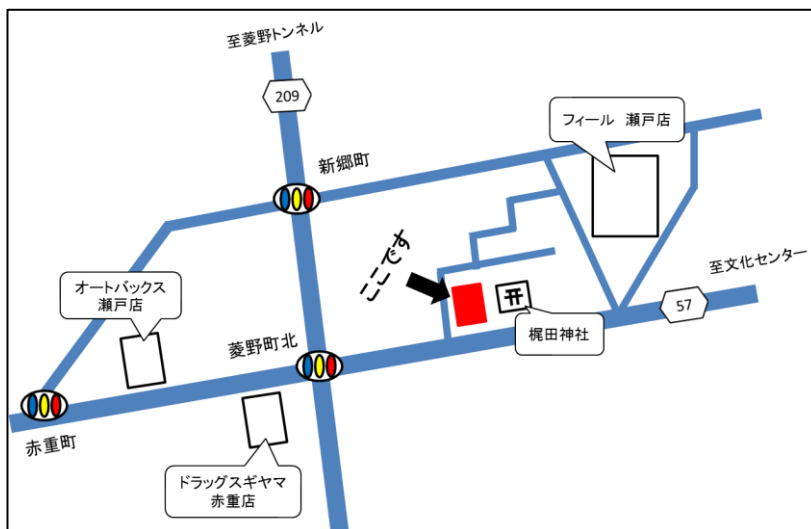 至菱野トンネル
209
新郷町
フィール 瀬戸店
ここです
至文化センター
57
オートバックス
瀬戸店
菱野町北
梶田神社
赤重町
ドラッグスギヤマ
赤重店